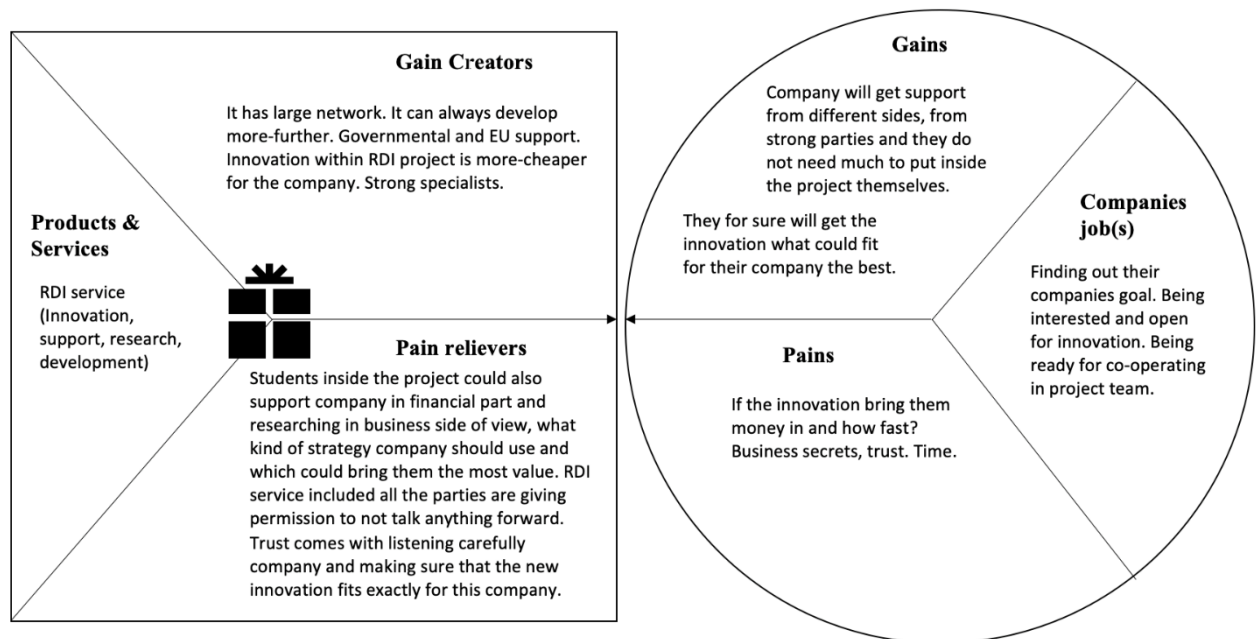 Gain Creators
It has large network. It can always develop
more-further. Governmental and EU support.
Innovation within RDI project is more-cheaper
for the company. Strong specialists.
Products &
Services
RDI service
(Innovation,
support, research,
development)
Pain relievers
Students inside the project could also
support company in financial part and
researching in business side of view, what
kind of strategy company should use and
which could bring them the most value. RDI
service included all the parties are giving
permission to not talk anything forward.
Trust comes with listening carefully
company and making sure that the new
innovation fits exactly for this company.
Gains
Company will get support
from different sides, from
strong parties and they do
not need much to put inside
the project themselves.
They for sure will get the
innovation what could fit
for their company the best.
Companies
job(s)
Finding out their
companies goal. Being
interested and open
for innovation. Being
ready for co-operating
in project team.
Pains
If the innovation bring them
money in and how fast?
Business secrets, trust. Time.